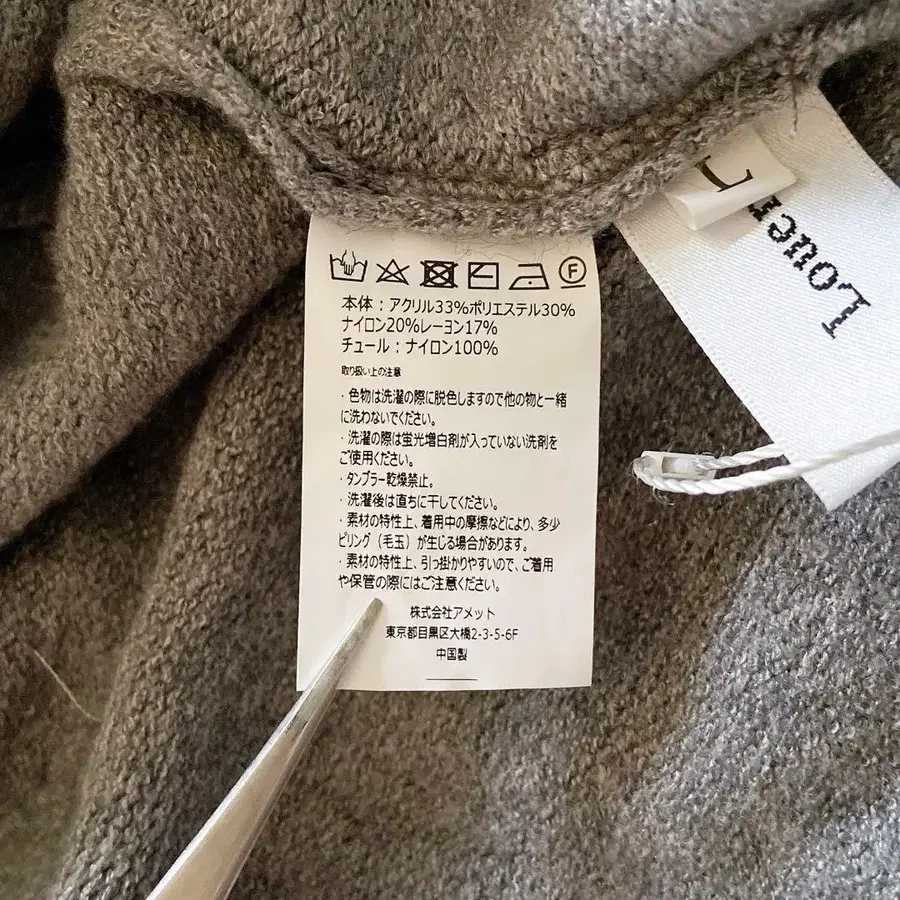 F
本体：アクリル33%ポリエステル30%
ナイロン20%レーヨン17%
チュール：ナイロン100%
取り扱い上の注意
・色物は洗濯の際に脱色しますので他の物と一緒
に洗わないでください。
・洗濯の際は蛍光増白剤が入っていない洗剤を
ご使用ください。
・タンブラー乾燥禁止。
・洗濯後は直ちに干してください。
・素材の特性上、着用中の摩擦などにより、多少
ピリング（毛玉）が生じる場合があります。
・素材の特性上、引っ掛かりやすいので、ご着用
や保管の際にはご注意ください。
株式会社アメット
東京都目黒区大橋2-3-5-6F
中国製
L